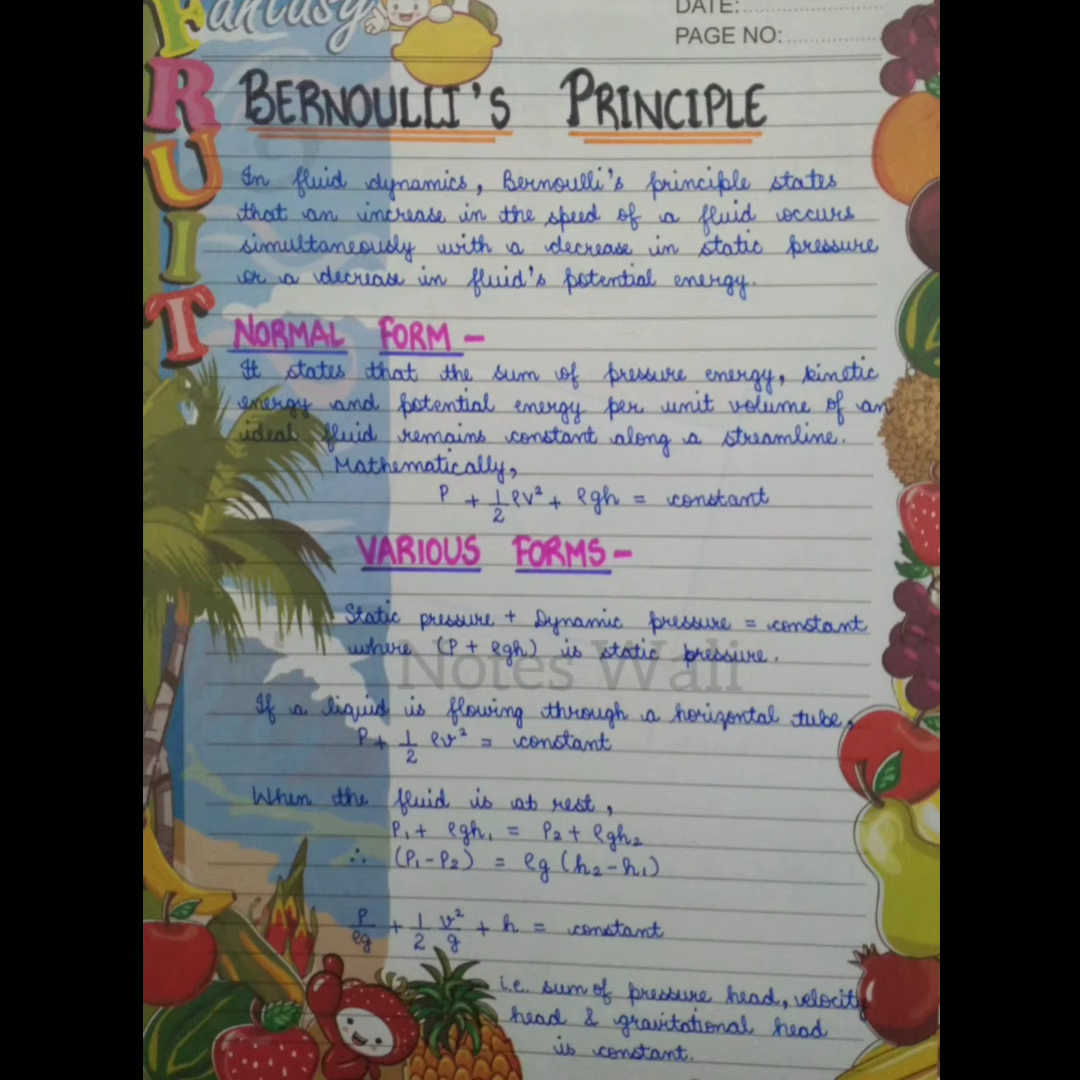 Fantasy
FRUIT
DATE:
PAGE NO:
BERNOULLI'S PRINCIPLE
In fluid dynamics, Bernoulli's principle states
that an increase in the speed of a fluid occurs
simultaneously with a decrease in static pressure
or a decrease in fluid's potential energy.
NORMAL FORM -
It states that the sum of pressure energy, kinetic
energy and potential energy per unit volume of an
ideal fluid remains constant along a streamline.
Mathematically,
P + 1/2 ρv² + ρgh = constant
VARIOUS FORMS -
Static pressure + Dynamic pressure = constant
where (P + ρgh) is static pressure.
Notes Wali
If a liquid is flowing through a horizontal tube,
P + 1/2 ρv² = constant
When the fluid is at rest,
P₁ + ρgh₁ = P₂ + ρgh₂
∴ (P₁ - P₂) = ρg (h₂ - h₁)
P/ρg + 1/2 v²/g + h = constant
i.e. sum of pressure head, velocity
head & gravitational head
is constant.